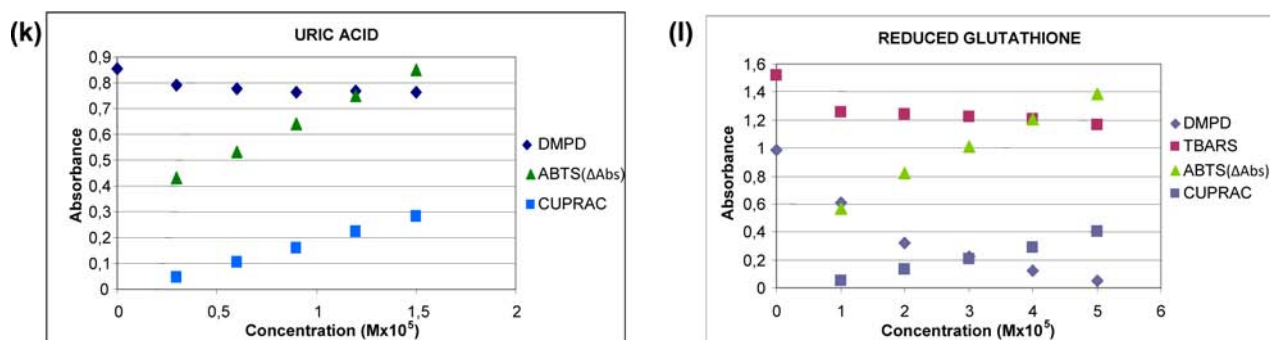 (k)
URIC ACID
Absorbance
0,9
0,8
0,7
0,6
0,5
0,4
0,3
0,2
0,1
0
0 0,5 1 1,5 2
Concentration (Mx10⁵)
DMPD
ABTS(ΔAbs)
CUPRAC
(l)
REDUCED GLUTATHIONE
Absorbance
1,6
1,4
1,2
1
0,8
0,6
0,4
0,2
0
0 1 2 3 4 5 6
Concentration (Mx10⁵)
DMPD
TBARS
ABTS(ΔAbs)
CUPRAC